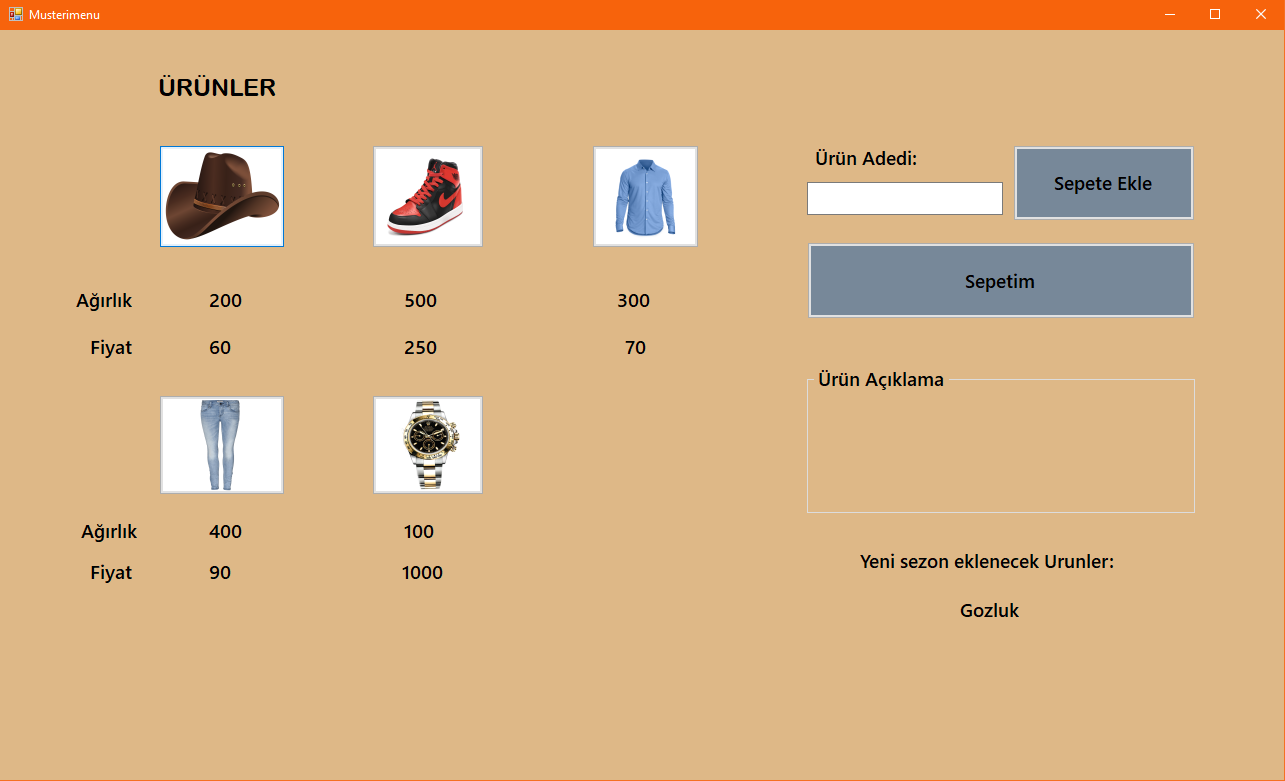 Musterimenu
ÜRÜNLER
Ağırlık 200 500 300
Fiyat 60 250 70
Ağırlık 400 100
Fiyat 90 1000
Ürün Adedi:
Sepete Ekle
Sepetim
Ürün Açıklama
Yeni sezon eklenecek Urunler:
Gozluk